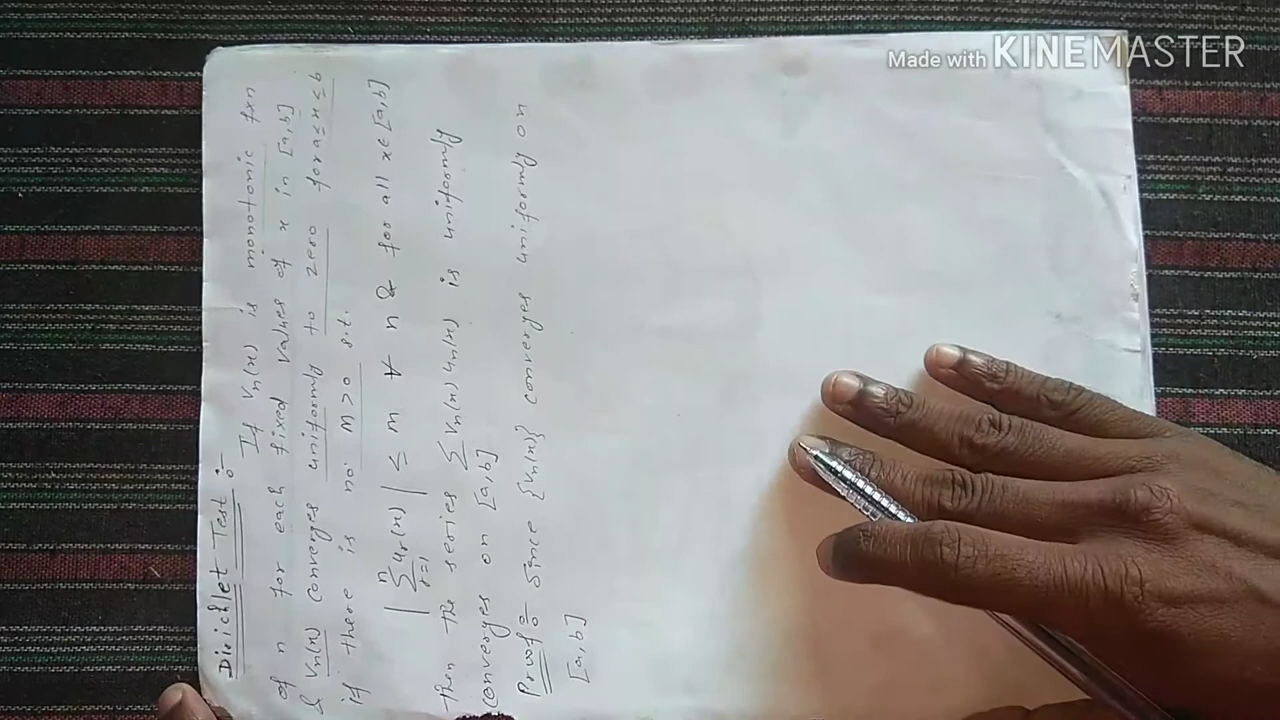 Made with KINEMASTER
Dirichlet Test :-
If Vn(x) is monotonic fxn
of n for each fixed values of x in [a,b]
& Vn(x) converges uniformly to zero for a≤x≤b
if there is no. M>0 s.t.
|∑ⁿᵣ₌₁ uᵣ(x)| < m ∀ n & for all x∈[a,b]
then the series ∑ Vn(x) un(x) is uniformly
converges on [a,b]
Proof :- Since {Vn(x)} converges uniformly on
[a,b]